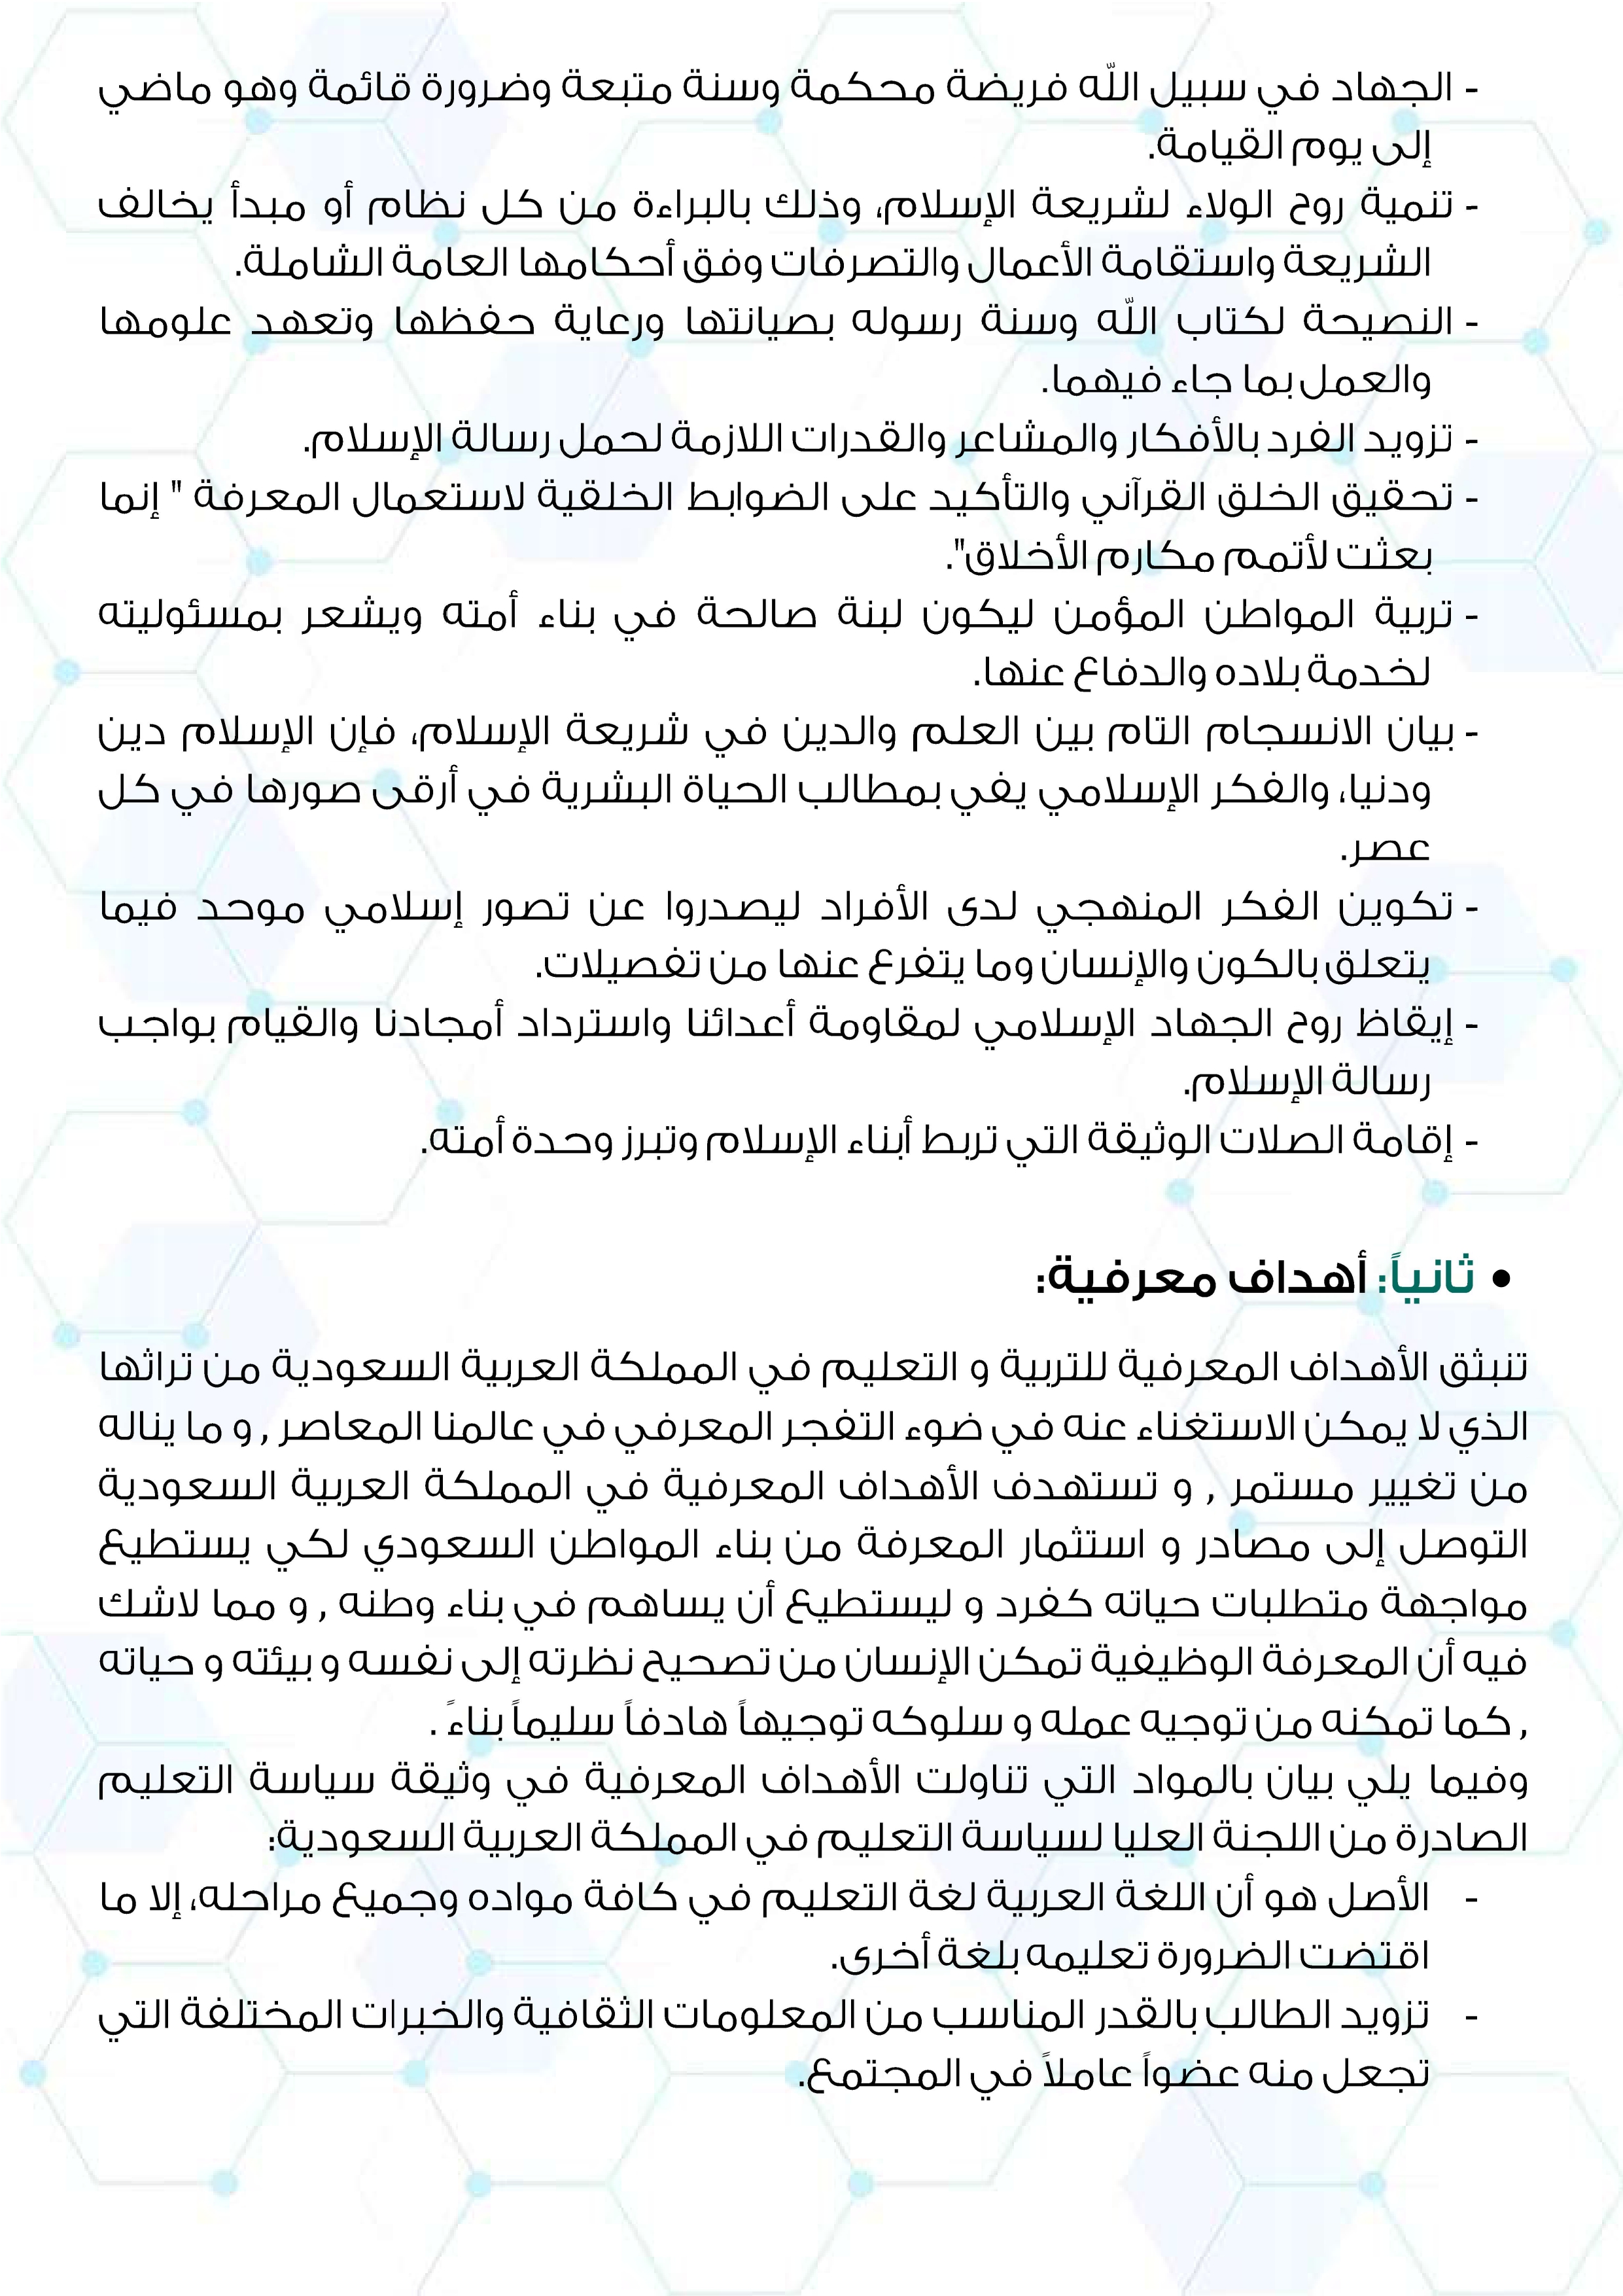 - الجهاد في سبيل الله فريضة محكمة وسنة متبعة وضرورة قائمة وهو ماضي
إلى يوم القيامة.
- تنمية روح الولاء لشريعة الإسلام، وذلك بالبراءة من كل نظام أو مبدأ يخالف
الشريعة واستقامة الأعمال والتصرفات وفق أحكامها العامة الشاملة.
- النصيحة لكتاب الله وسنة رسوله بصيانتها ورعاية حفظها وتعهد علومها
والعمل بما جاء فيهما.
- تزويد الفرد بالأفكار والمشاعر والقدرات اللازمة لحمل رسالة الإسلام.
- تحقيق الخلق القرآني والتأكيد على الضوابط الخلقية لاستعمال المعرفة " إنما
بعثت لأتمم مكارم الأخلاق".
- تربية المواطن المؤمن ليكون لبنة صالحة في بناء أمته ويشعر بمسئوليته
لخدمة بلاده والدفاع عنها.
- بيان الانسجام التام بين العلم والدين في شريعة الإسلام، فإن الإسلام دين
ودنيا، والفكر الإسلامي يفي بمطالب الحياة البشرية في أرقى صورها في كل
عصر.
- تكوين الفكر المنهجي لدى الأفراد ليصدروا عن تصور إسلامي موحد فيما
يتعلق بالكون والإنسان وما يتفرع عنها من تفصيلات.
- إيقاظ روح الجهاد الإسلامي لمقاومة أعدائنا واسترداد أمجادنا والقيام بواجب
رسالة الإسلام.
- إقامة الصلات الوثيقة التي تربط أبناء الإسلام وتبرز وحدة أمته.
• ثانياً: أهداف معرفية:
تنبثق الأهداف المعرفية للتربية و التعليم في المملكة العربية السعودية من تراثها
الذي لا يمكن الاستغناء عنه في ضوء التفجر المعرفي في عالمنا المعاصر , و ما يناله
من تغيير مستمر , و تستهدف الأهداف المعرفية في المملكة العربية السعودية
التوصل إلى مصادر و استثمار المعرفة من بناء المواطن السعودي لكي يستطيع
مواجهة متطلبات حياته كفرد و ليستطيع أن يساهم في بناء وطنه , و مما لاشك
فيه أن المعرفة الوظيفية تمكن الإنسان من تصحيح نظرته إلى نفسه و بيئته و حياته
, كما تمكنه من توجيه عمله و سلوكه توجيهاً هادفاً سليماً بناءً .
وفيما يلي بيان بالمواد التي تناولت الأهداف المعرفية في وثيقة سياسة التعليم
الصادرة من اللجنة العليا لسياسة التعليم في المملكة العربية السعودية:
- الأصل هو أن اللغة العربية لغة التعليم في كافة مواده وجميع مراحله، إلا ما
اقتضت الضرورة تعليمه بلغة أخرى.
- تزويد الطالب بالقدر المناسب من المعلومات الثقافية والخبرات المختلفة التي
تجعل منه عضواً عاملاً في المجتمع.